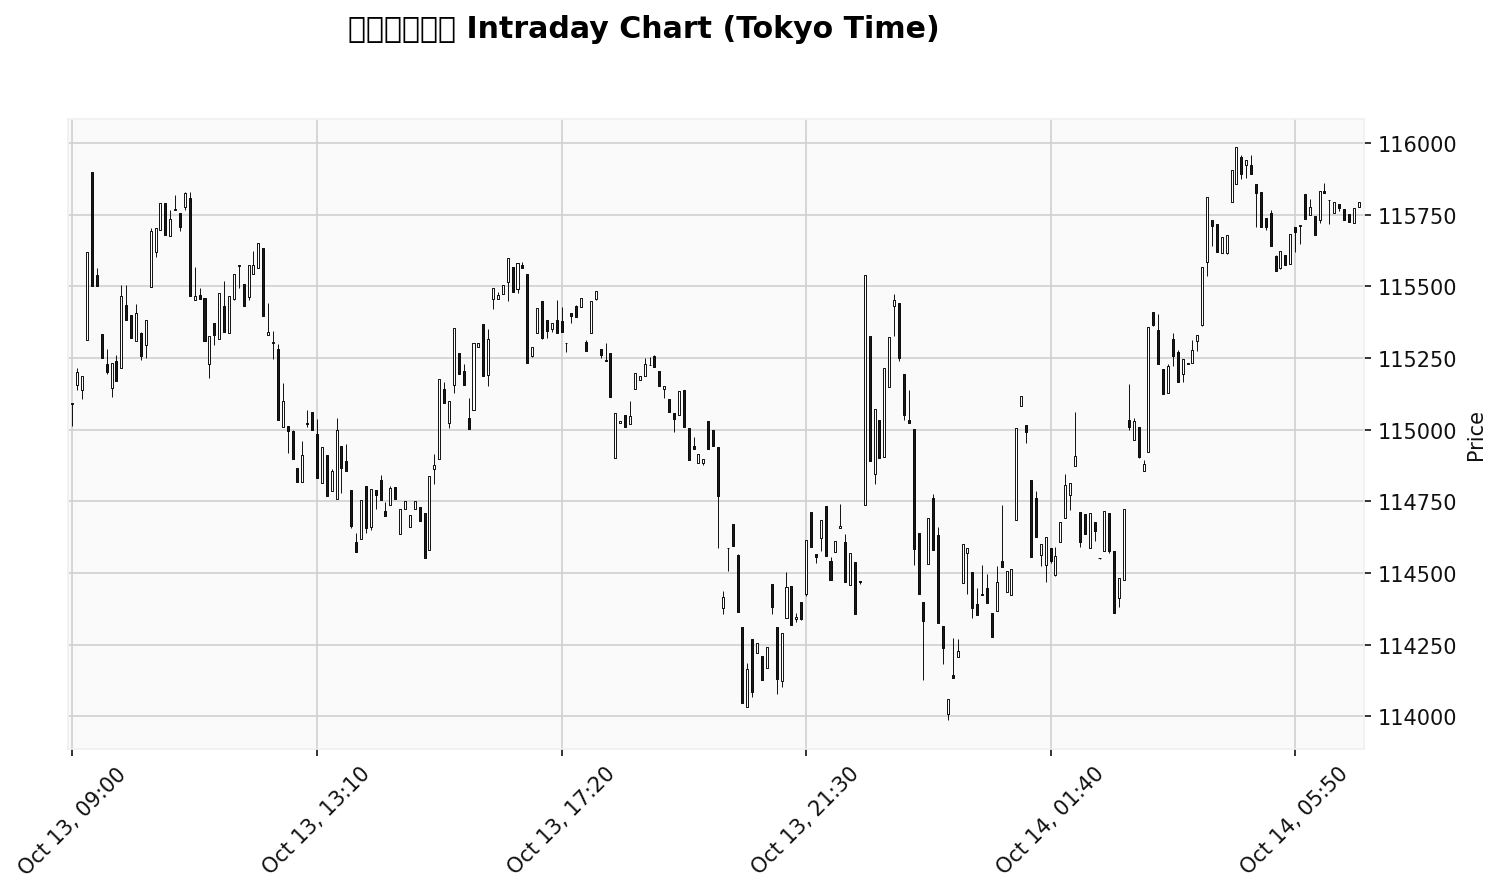 Intraday Chart (Tokyo Time)
116000
115750
115500
115250
115000
114750
114500
114250
114000
Price
Oct 13, 09:00
Oct 13, 13:10
Oct 13, 17:20
Oct 13, 21:30
Oct 14, 01:40
Oct 14, 05:50